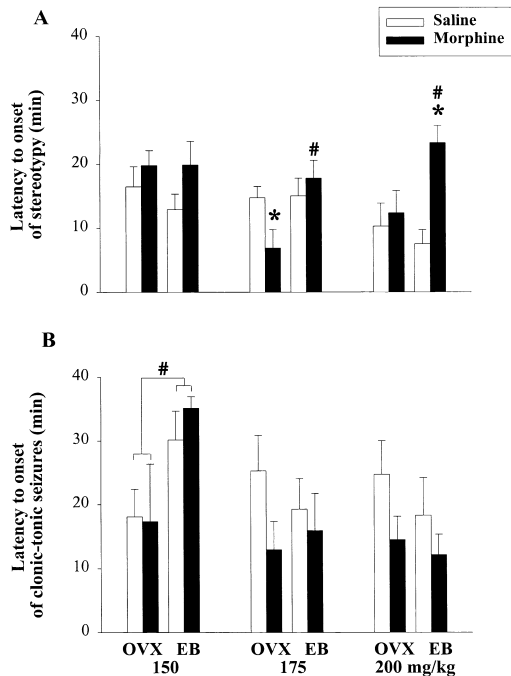 A
Saline
Morphine
Latency to onset
of stereotypy (min)
40
30
20
10
0
*
#
#
*
B
Latency to onset
of clonic-tonic seizures (min)
40
30
20
10
0
#
OVX EB OVX EB OVX EB
150 175 200 mg/kg